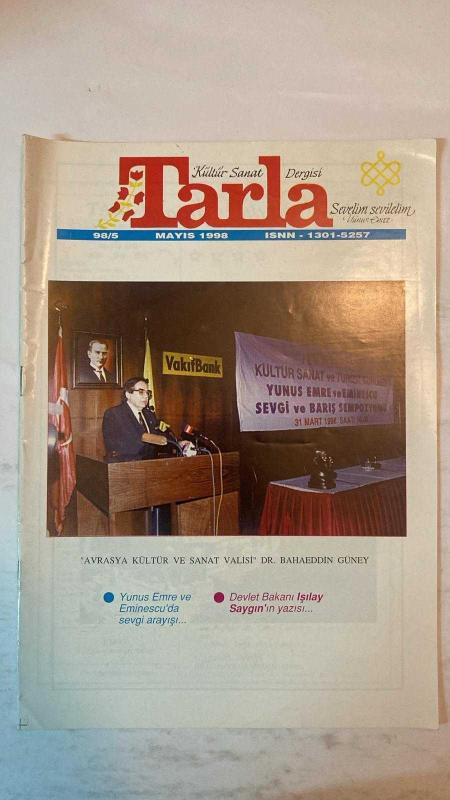 Kültür Sanat Dergisi
Tarla
Sevelim sevilelim
Yunus Emre
98/5 MAYIS 1998 ISNN - 1301-5257
VakıfBank
KÜLTÜR SANAT ve
YUNUS EMRE ve EMINESCU
SEVGİ ve BARIŞ SEMPOZYUMU
31 MART 1998 SAAT
"AVRASYA KÜLTÜR VE SANAT VALİSİ" DR. BAHAEDDIN GÜNEY
Yunus Emre ve
Eminescu'da
sevgi arayışı...
Devlet Bakanı Işılay
Saygın'ın yazısı...